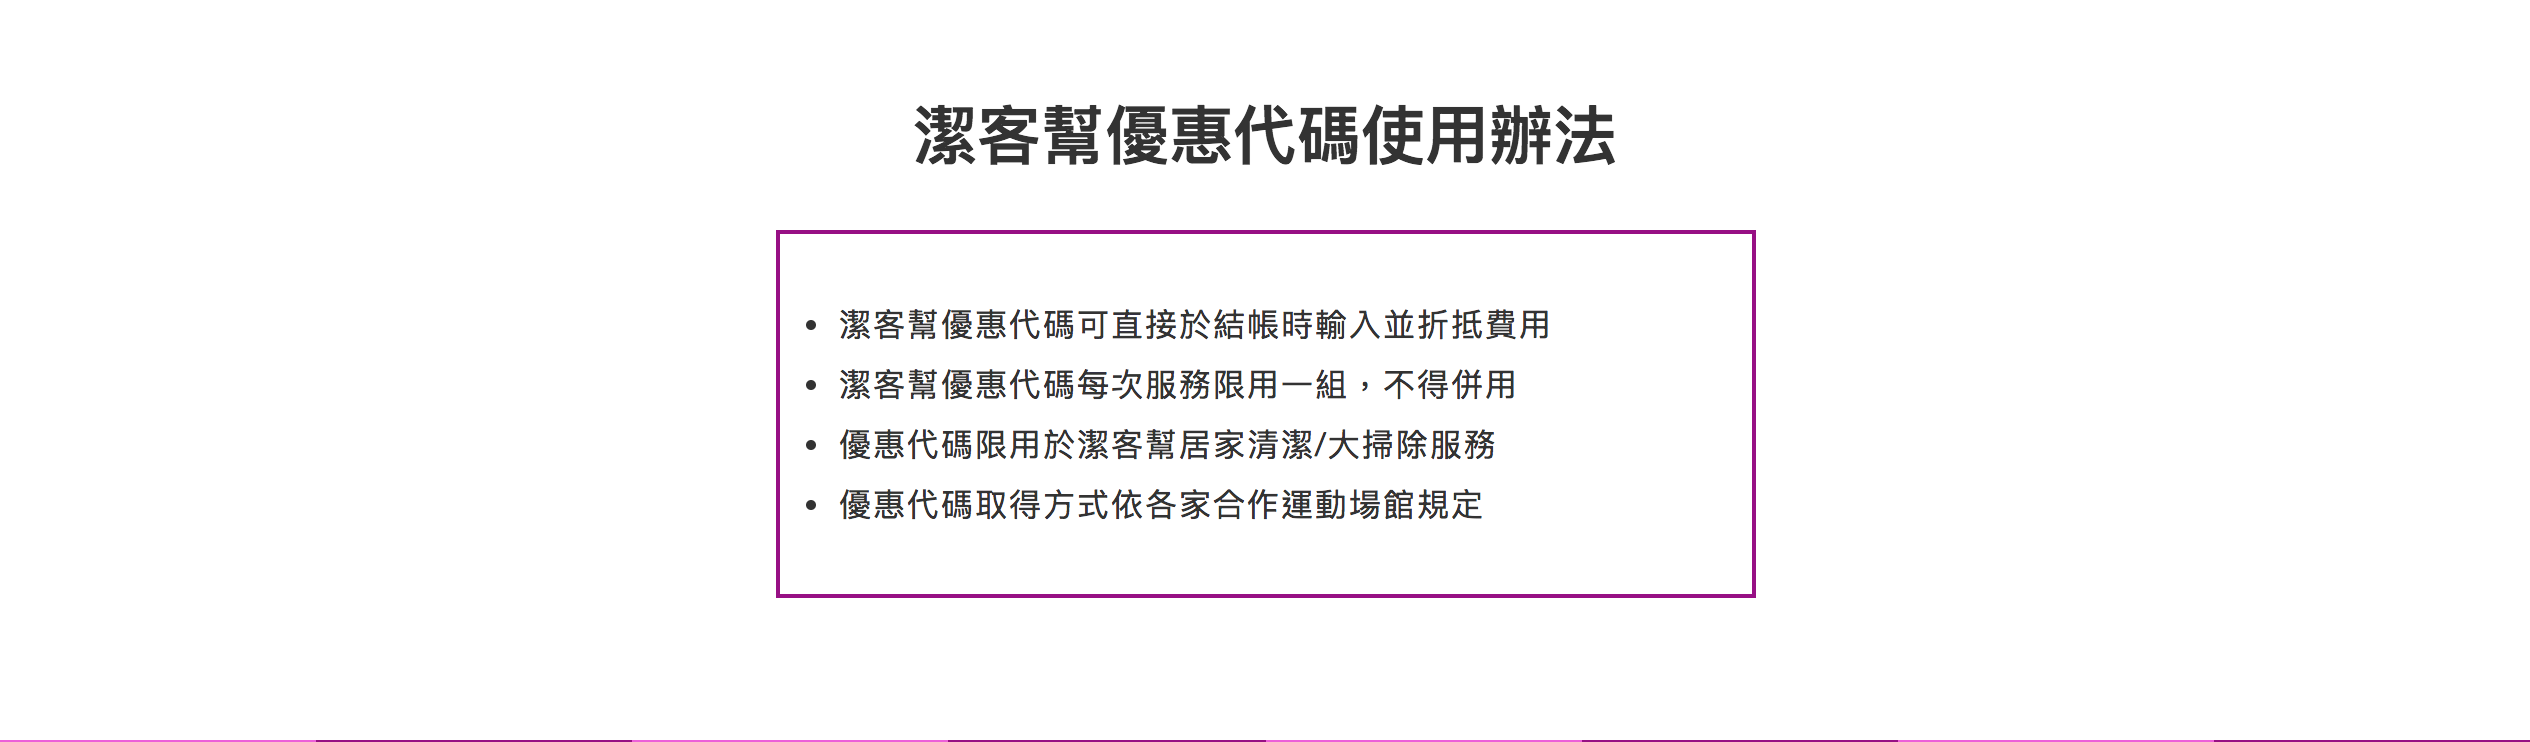 潔客幫優惠代碼使用辦法
潔客幫優惠代碼可直接於結帳時輸入並折抵費用
潔客幫優惠代碼每次服務限用一組，不得併用
優惠代碼限用於潔客幫居家清潔/大掃除服務
優惠代碼取得方式依各家合作運動場館規定